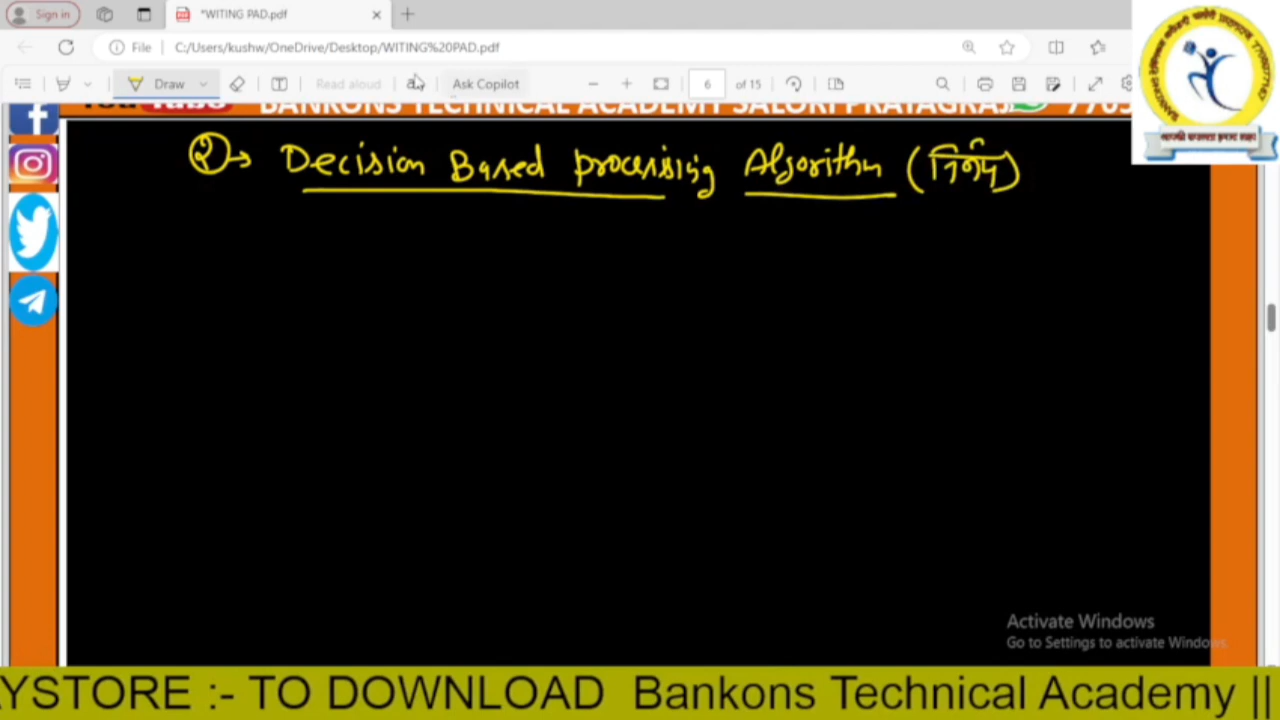 Sign in
*WITING PAD.pdf
File C:/Users/kushw/OneDrive/Desktop/WITING%20PAD.pdf
Draw Read aloud Ask Copilot 6 of 15
BANKONS TECHNICAL ACADEMY SALORI PRAYAGRAJ
२→ Decision Based processing Algorithm (निर्णय)
Activate Windows
Go to Settings to activate Windows.
YSTORE :- TO DOWNLOAD Bankons Technical Academy ||